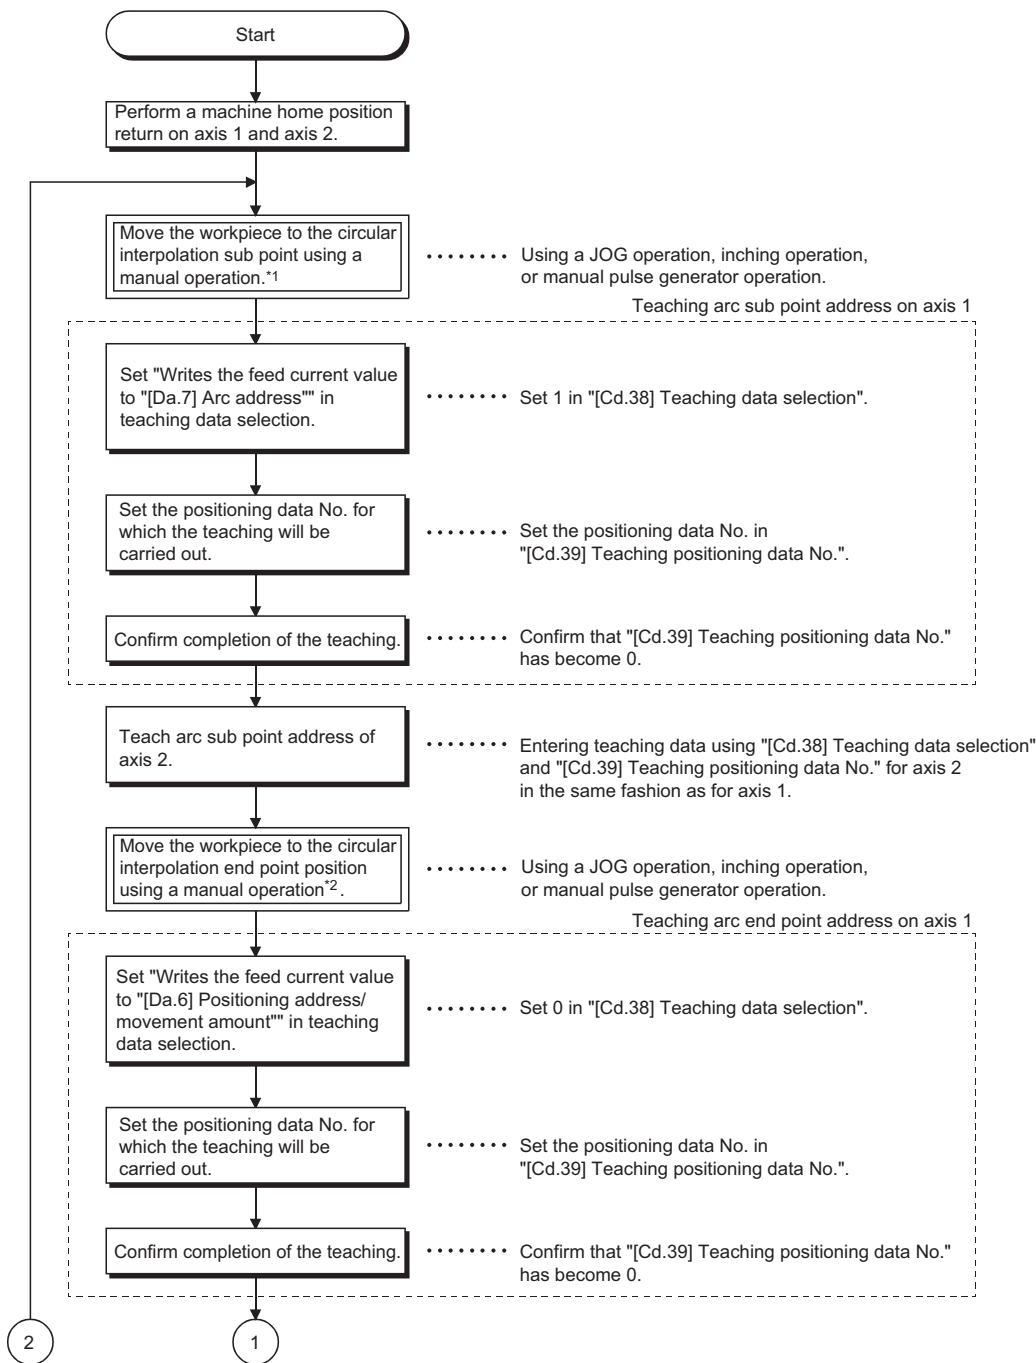 Start
Perform a machine home position
return on axis 1 and axis 2.
Move the workpiece to the circular
interpolation sub point using a
manual operation.*1
Using a JOG operation, inching operation,
or manual pulse generator operation.
Teaching arc sub point address on axis 1
Set "Writes the feed current value
to "[Da.7] Arc address"" in
teaching data selection.
Set 1 in "[Cd.38] Teaching data selection".
Set the positioning data No. for
which the teaching will be
carried out.
Set the positioning data No. in
"[Cd.39] Teaching positioning data No.".
Confirm completion of the teaching.
Confirm that "[Cd.39] Teaching positioning data No."
has become 0.
Teach arc sub point address of
axis 2.
Entering teaching data using "[Cd.38] Teaching data selection"
and "[Cd.39] Teaching positioning data No." for axis 2
in the same fashion as for axis 1.
Move the workpiece to the circular
interpolation end point position
using a manual operation*2.
Using a JOG operation, inching operation,
or manual pulse generator operation.
Teaching arc end point address on axis 1
Set "Writes the feed current value
to "[Da.6] Positioning address/
movement amount"" in teaching
data selection.
Set 0 in "[Cd.38] Teaching data selection".
Set the positioning data No. for
which the teaching will be
carried out.
Set the positioning data No. in
"[Cd.39] Teaching positioning data No.".
Confirm completion of the teaching.
Confirm that "[Cd.39] Teaching positioning data No."
has become 0.
2
1